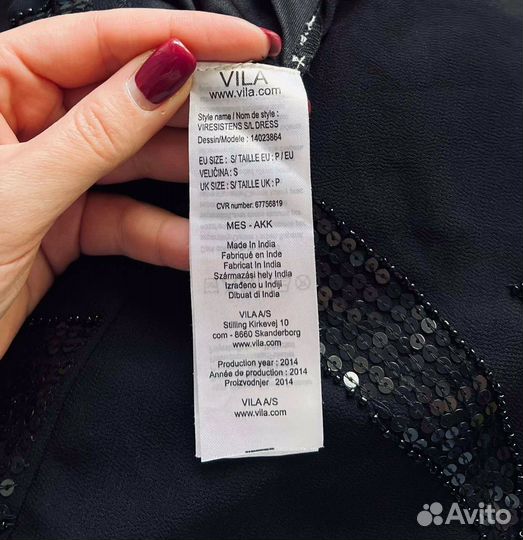 VILA
www.vila.com
Style name / Nom de style :
VIRESISTENS S/L DRESS
Dessin/Modele : 14023864
EU SIZE : S/ TAILLE EU : P / EU
VELIČINA : S
UK SIZE : S/ TAILLE UK : P
CVR number: 67756819
MES - AKK
Made In India
Fabriqué en Inde
Fabricat In India
Származási hely India
Izrađeno u Indiji
Dibuat di India
VILA A/S
Stilling Kirkevej 10
com - 8660 Skanderborg
www.vila.com
Production year : 2014
Année de production : 2014
Proizvodnjer : 2014
VILA A/S
www.vila.com
Avito